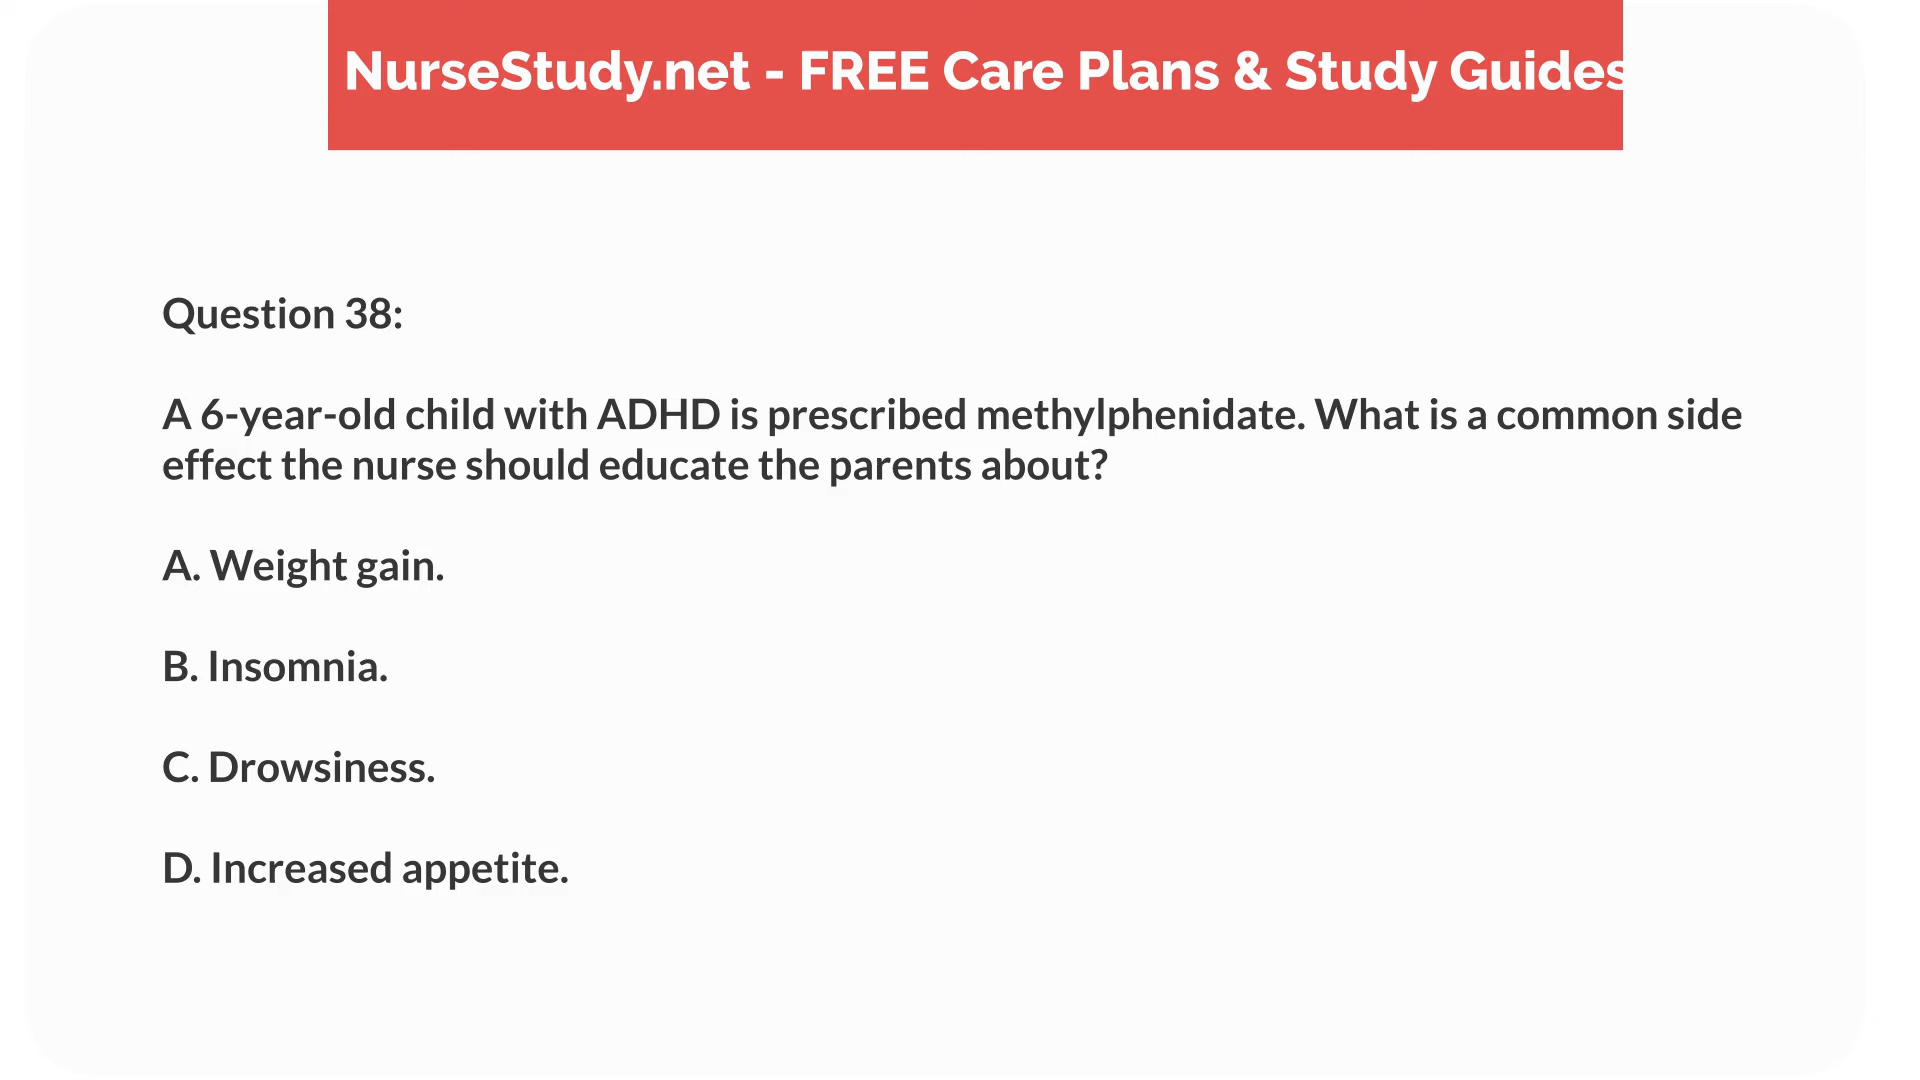 NurseStudy.net - FREE Care Plans & Study Guides
Question 38:
A 6-year-old child with ADHD is prescribed methylphenidate. What is a common side
effect the nurse should educate the parents about?
A. Weight gain.
B. Insomnia.
C. Drowsiness.
D. Increased appetite.